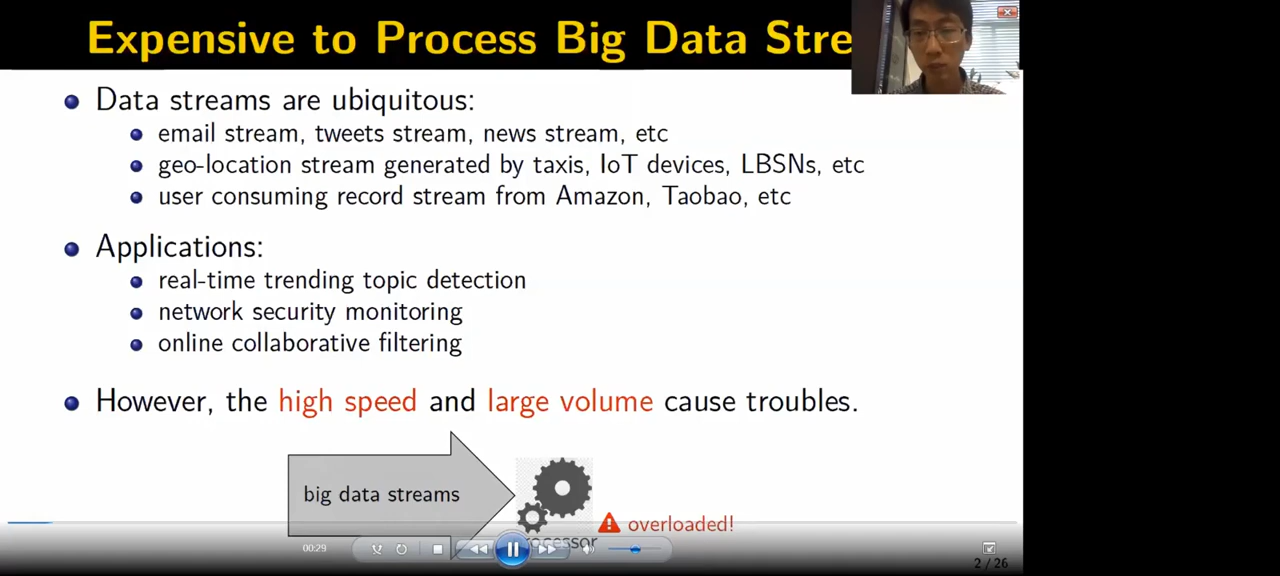 Expensive to Process Big Data Stre
Data streams are ubiquitous:
email stream, tweets stream, news stream, etc
geo-location stream generated by taxis, IoT devices, LBSNs, etc
user consuming record stream from Amazon, Taobao, etc
Applications:
real-time trending topic detection
network security monitoring
online collaborative filtering
However, the high speed and large volume cause troubles.
big data streams
overloaded!
rocessor
00:29
2 / 26